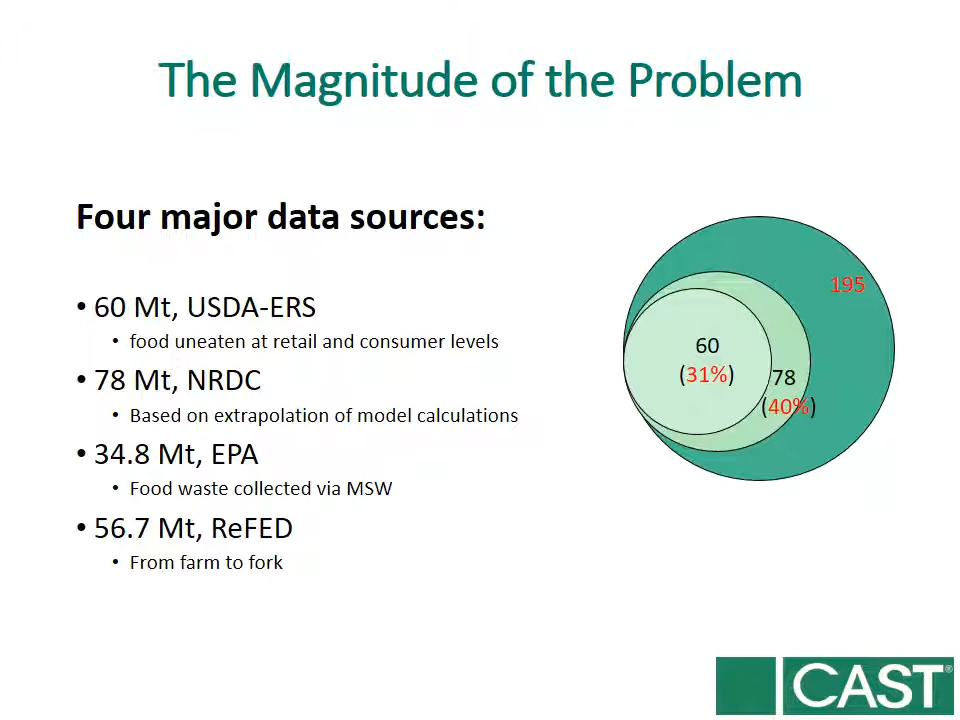 The Magnitude of the Problem
Four major data sources:
• 60 Mt, USDA-ERS
• food uneaten at retail and consumer levels
• 78 Mt, NRDC
• Based on extrapolation of model calculations
• 34.8 Mt, EPA
• Food waste collected via MSW
• 56.7 Mt, ReFED
• From farm to fork
195
60
(31%)
78
(40%)
CAST®